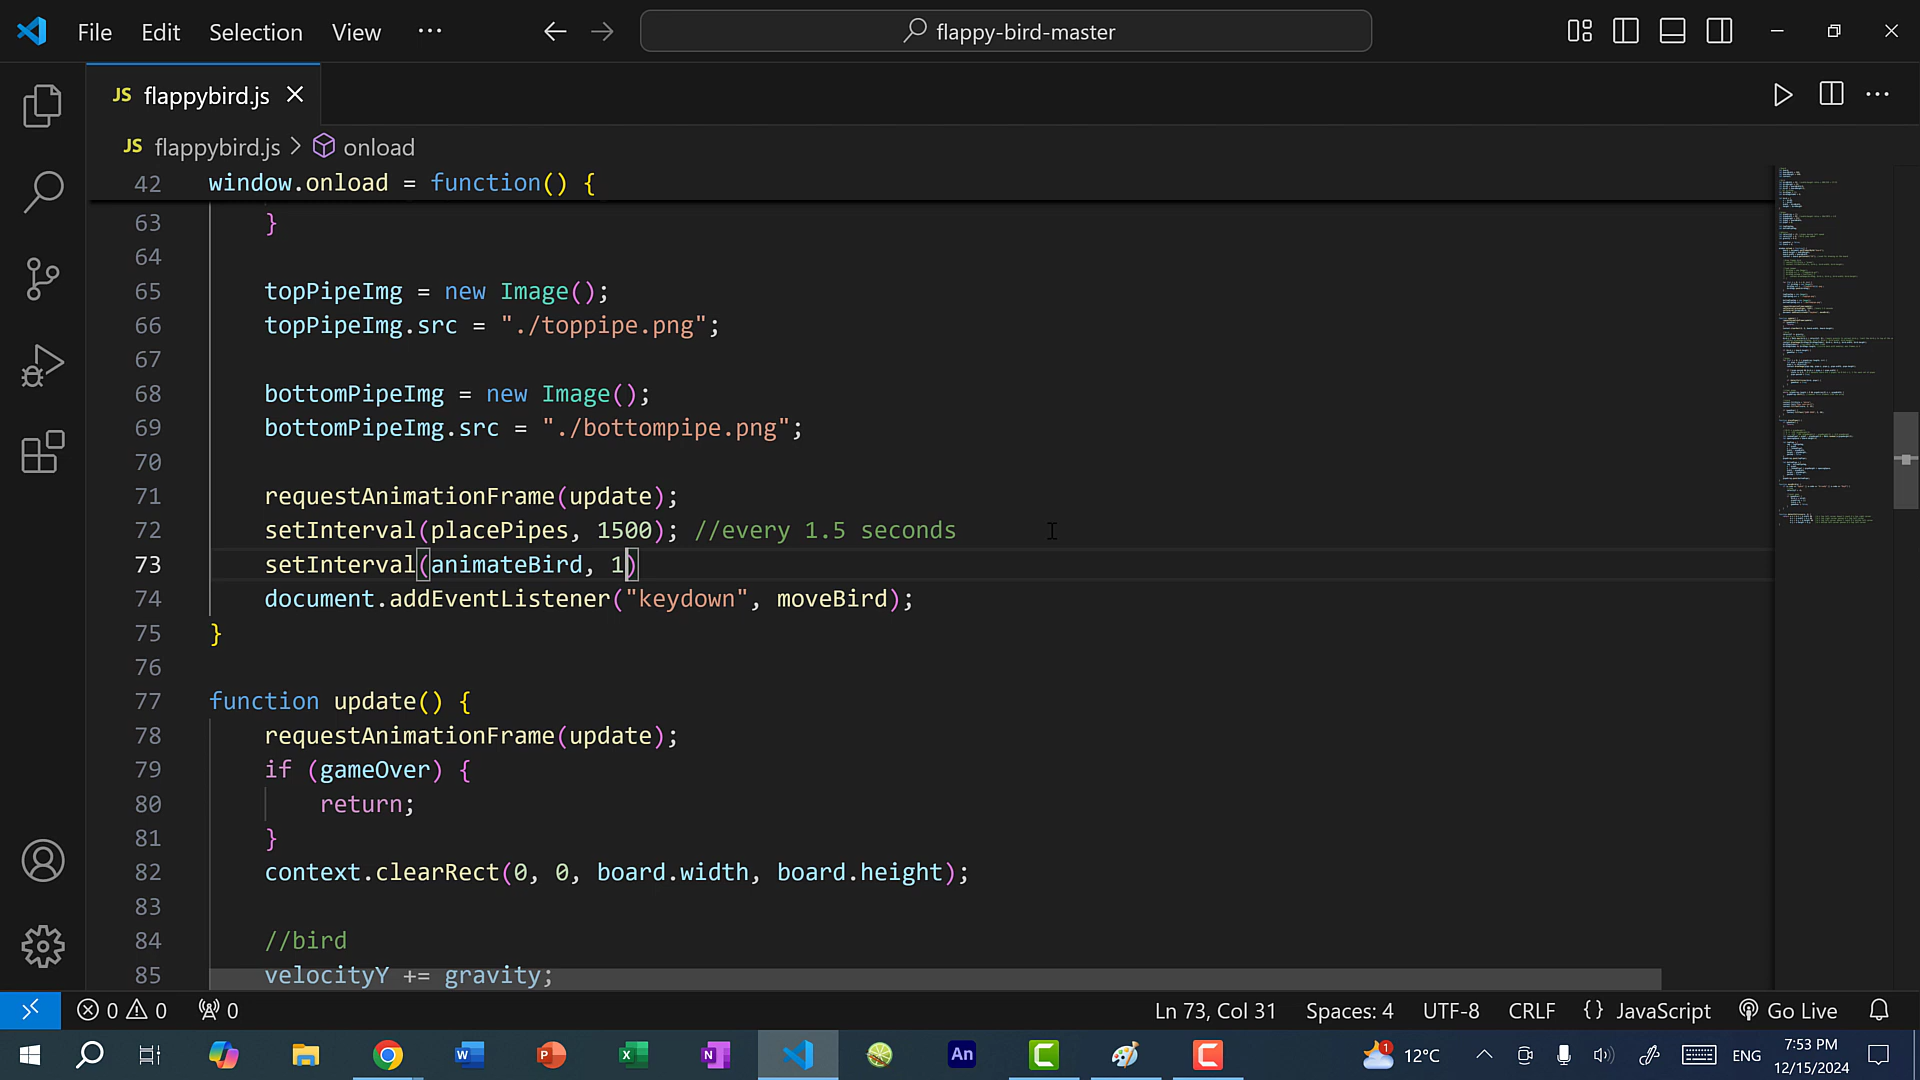 File Edit View ··· flappy-bird-master
JS flappybird.js
JS flappybird.js > onload
42 window.onload = function() {
63 }
64
65 topPipeImg = new Image();
66 topPipeImg.src = "./toppipe.png";
67
68 bottomPipeImg = new Image();
69 bottomPipeImg.src = "./bottompipe.png";
70
71 requestAnimationFrame(update);
72 setInterval(placePipes, 1500); //every 1.5 seconds
73 setInterval(animateBird, 1)
74 document.addEventListener("keydown", moveBird);
75 }
76
77 function update() {
78 requestAnimationFrame(update);
79 if (gameOver) {
80 return;
81 }
82 context.clearRect(0, 0, board.width, board.height);
83
84 //bird
85 velocityY += gravity;
0 0 0 Ln 73, Col 31 Spaces: 4 UTF-8 CRLF {} JavaScript Go Live
W P X N An C C 1 12°C ENG 7:53 PM
12/15/2024